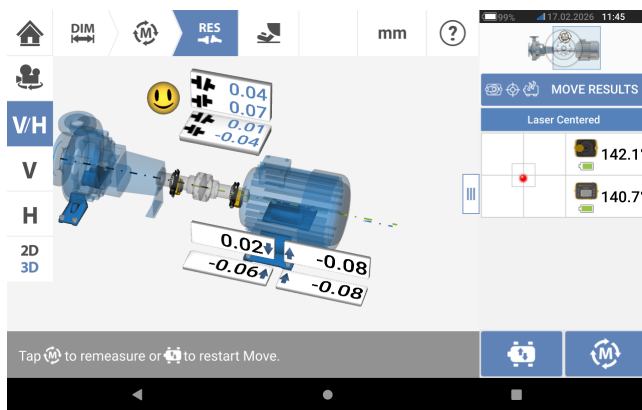 99% 17.02.2026 11:45
DIM
M
RES
mm
?
MOVE RESULTS
Laser Centered
V/H
V
H
2D
3D
0.04
0.07
0.01
-0.04
142.1°
140.7°
0.02
-0.08
-0.06
-0.08
Tap M to remeasure or to restart Move.
M